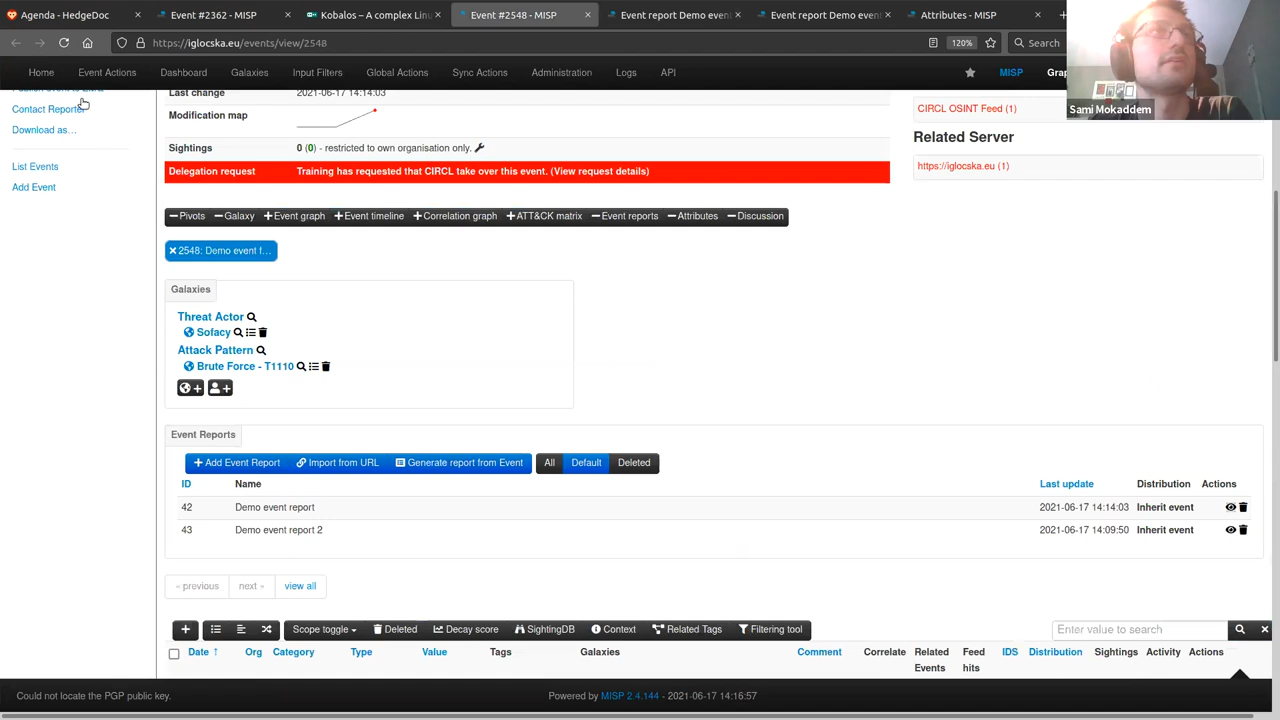 Agenda - HedgeDoc
Event #2362 - MISP
Kobalos – A complex Linu
Event #2548 - MISP
Event report Demo even
Event report Demo even
Attributes - MISP
https://iglocska.eu/events/view/2548
120%
Search
Home
Event Actions
Dashboard
Galaxies
Input Filters
Global Actions
Sync Actions
Administration
Logs
API
MISP
Sami Mokaddem
Contact Reporter
Download as…
List Events
Add Event
Last change 2021-06-17 14:14:03
Modification map
Sightings 0 (0) - restricted to own organisation only.
Delegation request Training has requested that CIRCL take over this event. (View request details)
CIRCL OSINT Feed (1)
Related Server
https://iglocska.eu (1)
Pivots
Galaxy
Event graph
Event timeline
Correlation graph
ATT&CK matrix
Event reports
Attributes
Discussion
2548: Demo event f…
Galaxies
Threat Actor
Sofacy
Attack Pattern
Brute Force - T1110
Event Reports
Add Event Report
Import from URL
Generate report from Event
All
Default
Deleted
ID Name Last update Distribution Actions
42 Demo event report 2021-06-17 14:14:03 Inherit event
43 Demo event report 2 2021-06-17 14:09:50 Inherit event
« previous
next »
view all
Scope toggle
Deleted
Decay score
SightingDB
Context
Related Tags
Filtering tool
Enter value to search
Date Org Category Type Value Tags Galaxies Comment Correlate Related Events Feed hits IDS Distribution Sightings Activity Actions
Could not locate the PGP public key.
Powered by MISP 2.4.144 - 2021-06-17 14:16:57